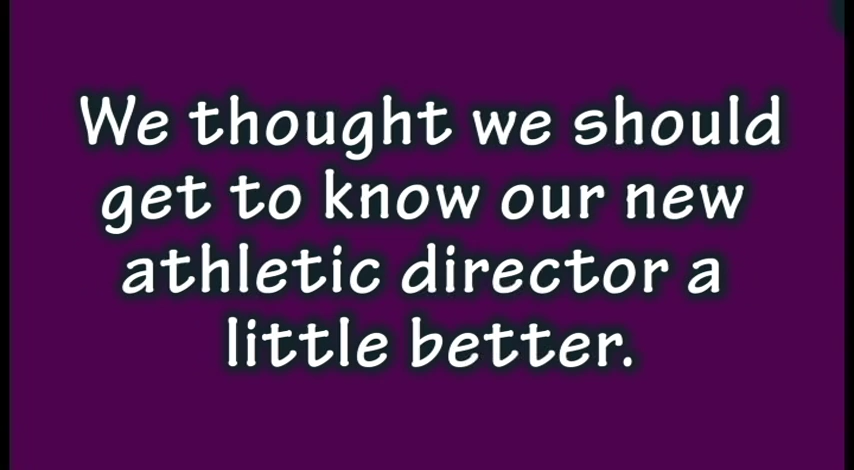 We thought we should
get to know our new
athletic director a
little better.